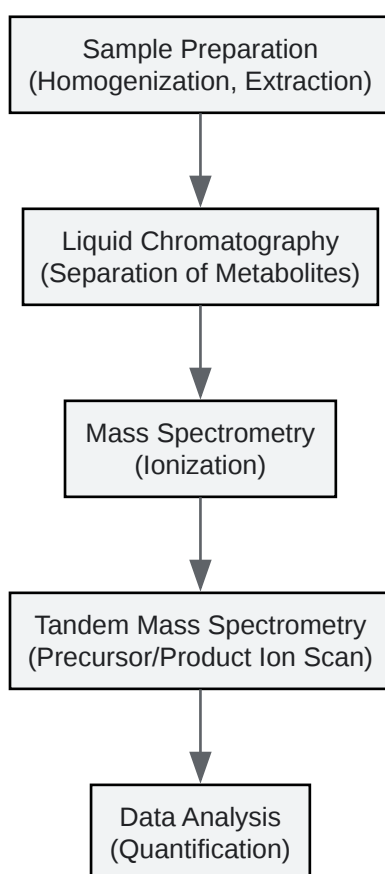 Sample Preparation
(Homogenization, Extraction)
Liquid Chromatography
(Separation of Metabolites)
Mass Spectrometry
(Ionization)
Tandem Mass Spectrometry
(Precursor/Product Ion Scan)
Data Analysis
(Quantification)